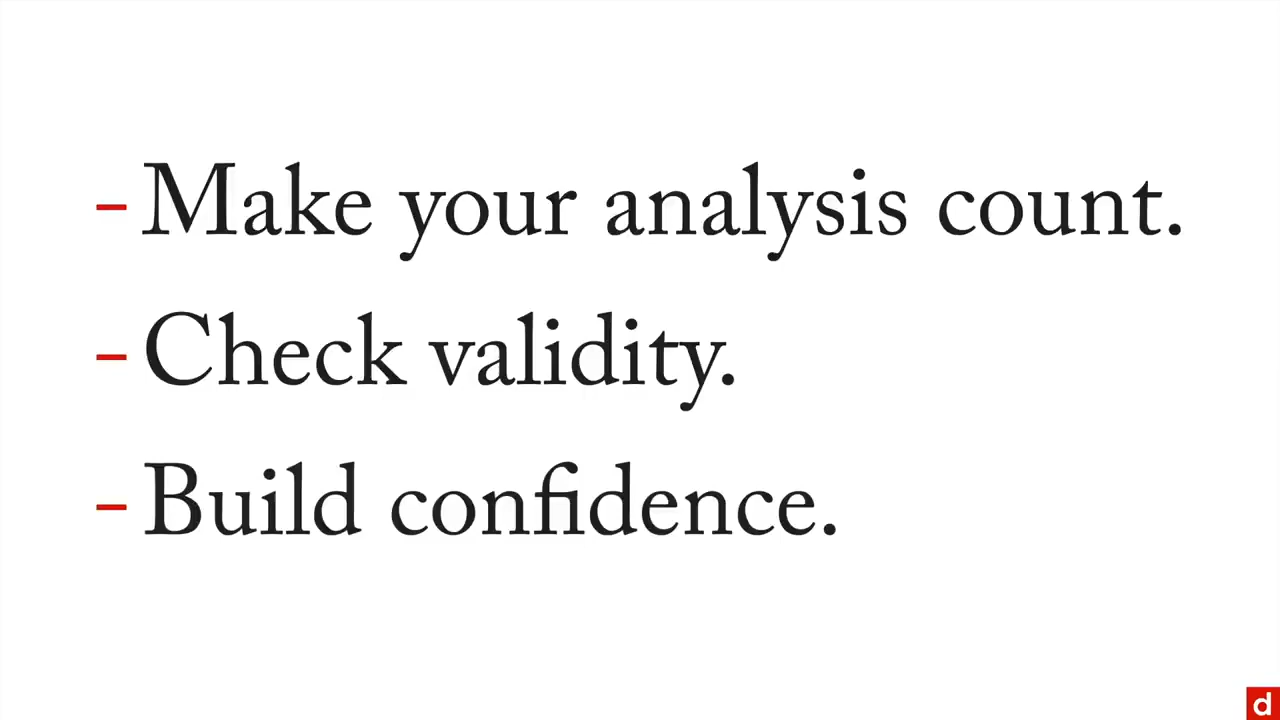 - Make your analysis count.
- Check validity.
- Build confidence.
d